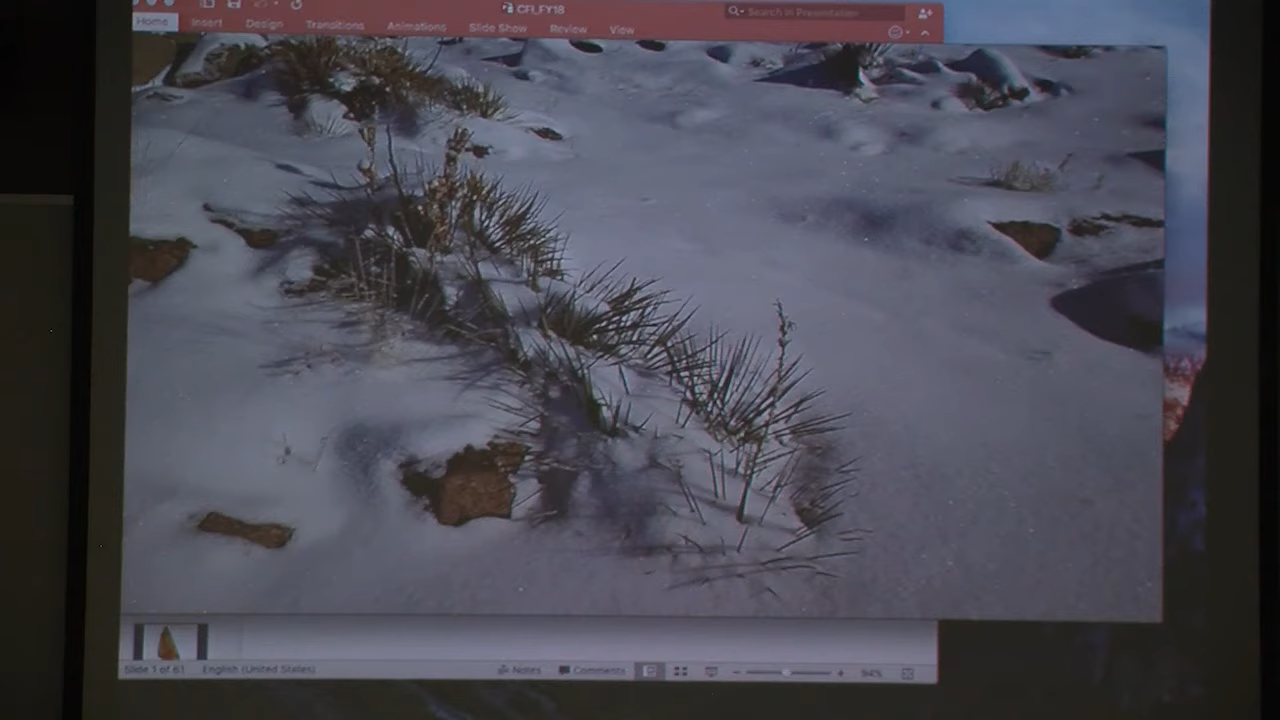 CFI_FY18
Search in Presentation
Home Insert Design Transitions Animations Slide Show Review View
Slide 1 of 61 English (United States) Notes Comments 94%